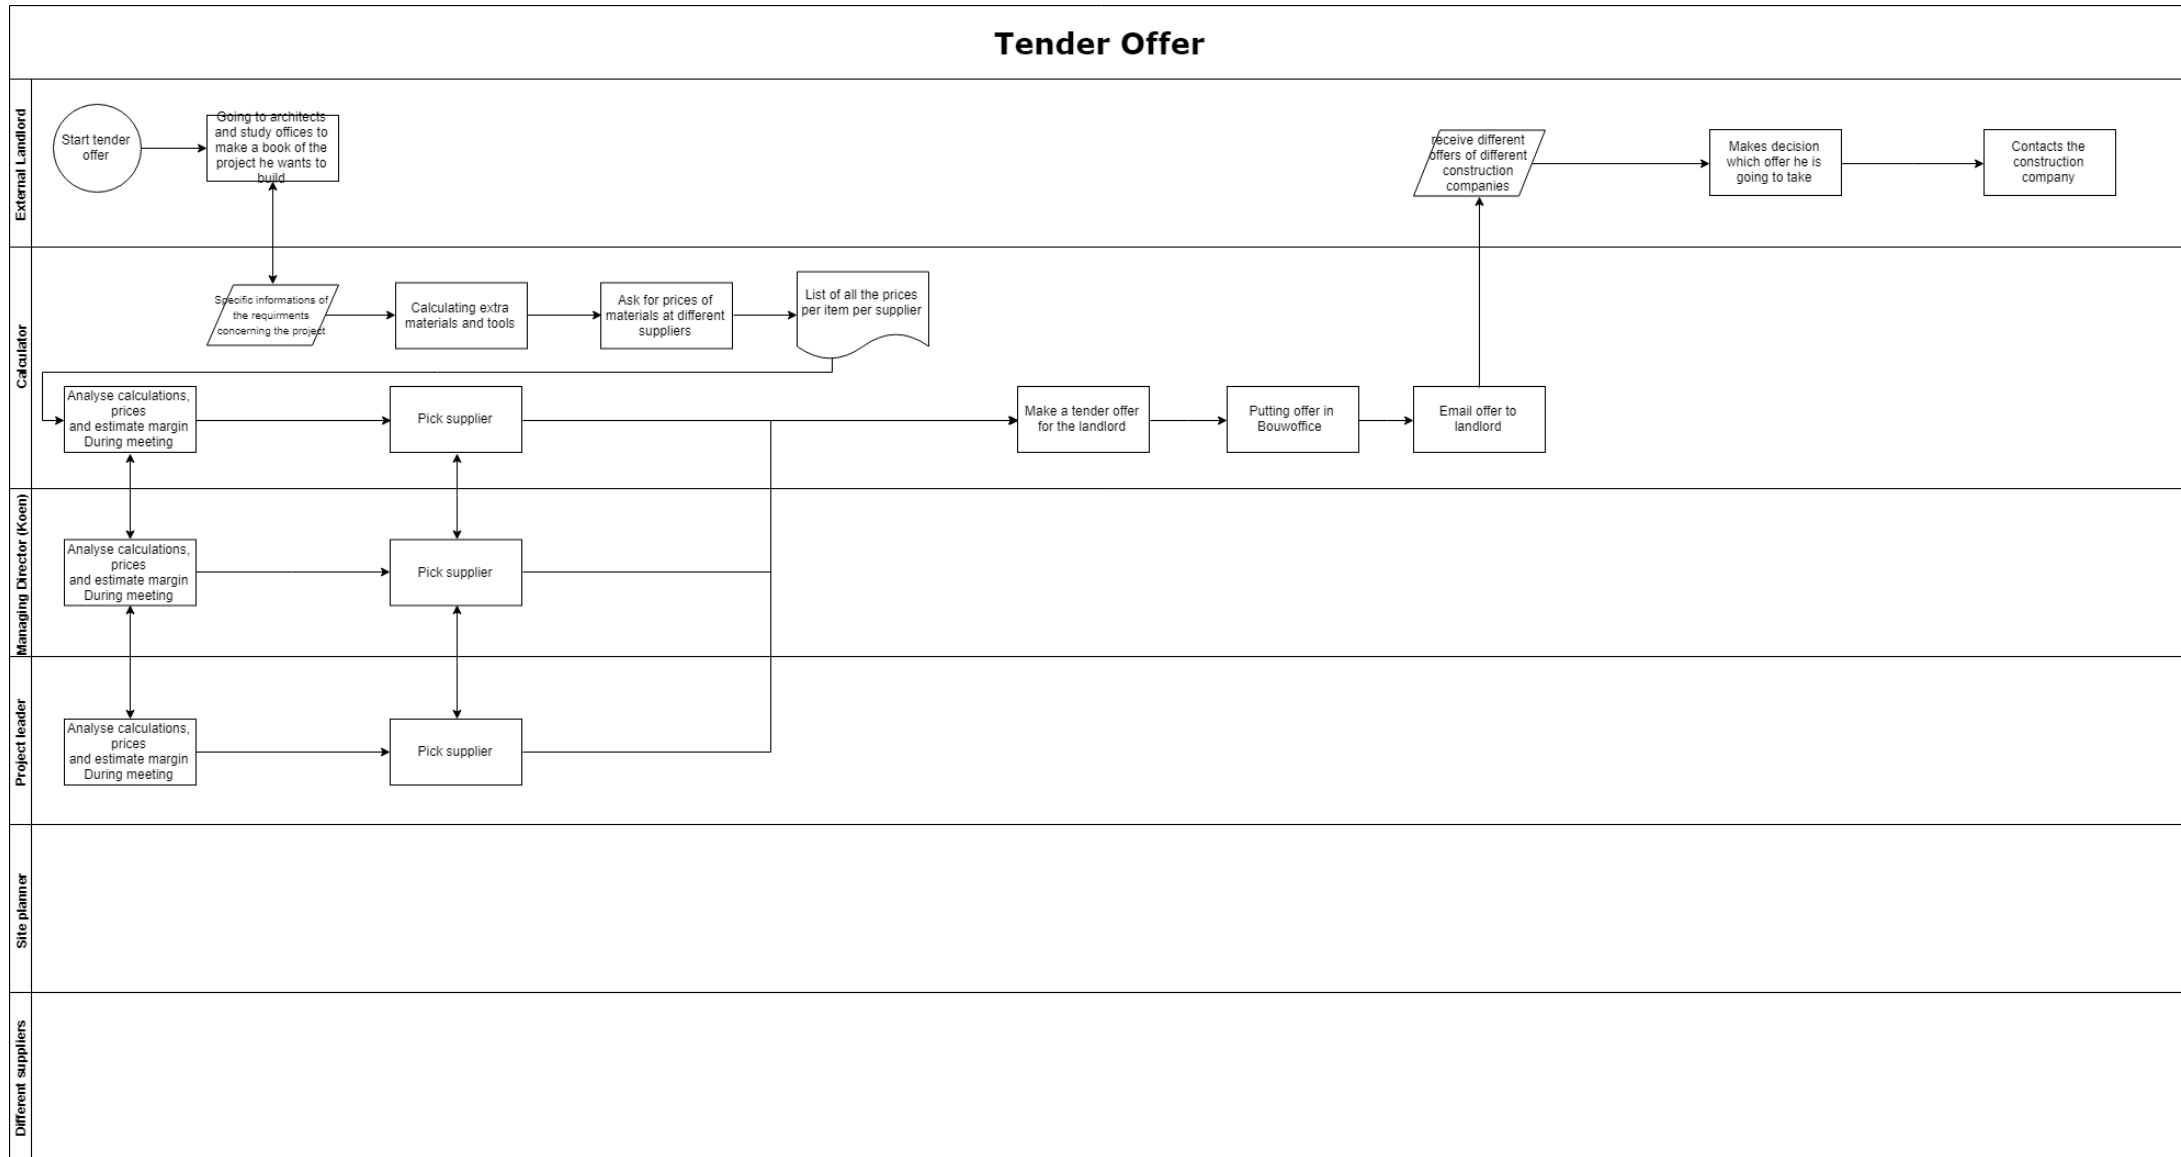 Tender Offer
External Landlord
Start tender
offer
Going to architects
and study offices to
make a book of the
project he wants to
build
receive different
offers of different
construction
companies
Makes decision
which offer he is
going to take
Contacts the
construction
company
Calculator
Specific informations of
the requirments
concerning the project
Calculating extra
materials and tools
Ask for prices of
materials at different
suppliers
List of all the prices
per item per supplier
Analyse calculations,
prices
and estimate margin
During meeting
Pick supplier
Make a tender offer
for the landlord
Putting offer in
Bouwoffice
Email offer to
landlord
Managing Director (Koen)
Analyse calculations,
prices
and estimate margin
During meeting
Pick supplier
Project leader
Analyse calculations,
prices
and estimate margin
During meeting
Pick supplier
Site planner
Different suppliers